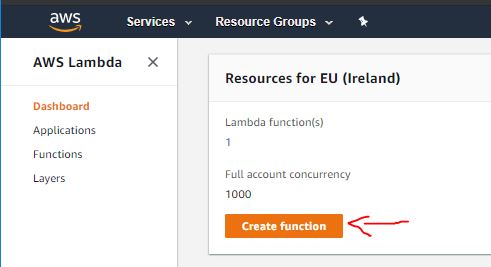 aws
Services
Resource Groups
AWS Lambda
Dashboard
Applications
Functions
Layers
Resources for EU (Ireland)
Lambda function(s)
1
Full account concurrency
1000
Create function